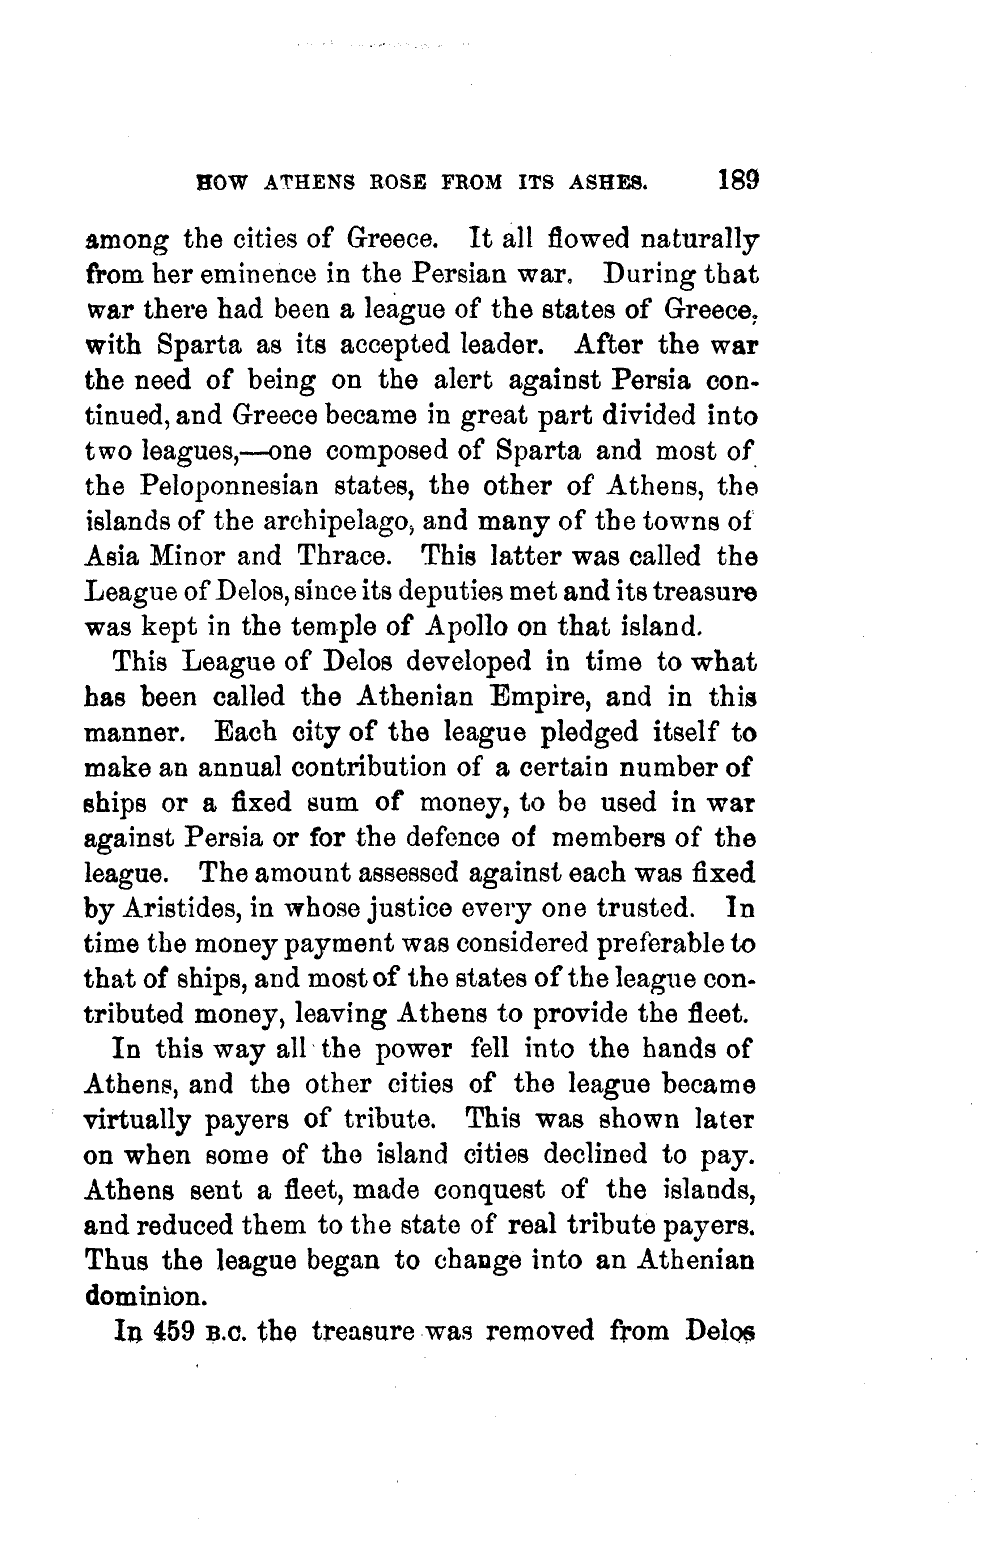 HOW ATHENS ROSE FROM ITS ASHES. 189
among the cities of Greece. It all flowed naturally
from her eminence in the Persian war. During that
war there had been a league of the states of Greece,
with Sparta as its accepted leader. After the war
the need of being on the alert against Persia con-
tinued, and Greece became in great part divided into
two leagues,—one composed of Sparta and most of
the Peloponnesian states, the other of Athens, the
islands of the archipelago, and many of the towns of
Asia Minor and Thrace. This latter was called the
League of Delos, since its deputies met and its treasure
was kept in the temple of Apollo on that island.
This League of Delos developed in time to what
has been called the Athenian Empire, and in this
manner. Each city of the league pledged itself to
make an annual contribution of a certain number of
ships or a fixed sum of money, to be used in war
against Persia or for the defence of members of the
league. The amount assessed against each was fixed
by Aristides, in whose justice every one trusted. In
time the money payment was considered preferable to
that of ships, and most of the states of the league con-
tributed money, leaving Athens to provide the fleet.
In this way all the power fell into the hands of
Athens, and the other cities of the league became
virtually payers of tribute. This was shown later
on when some of the island cities declined to pay.
Athens sent a fleet, made conquest of the islands,
and reduced them to the state of real tribute payers.
Thus the league began to change into an Athenian
dominion.
In 459 B.C. the treasure was removed from Delos